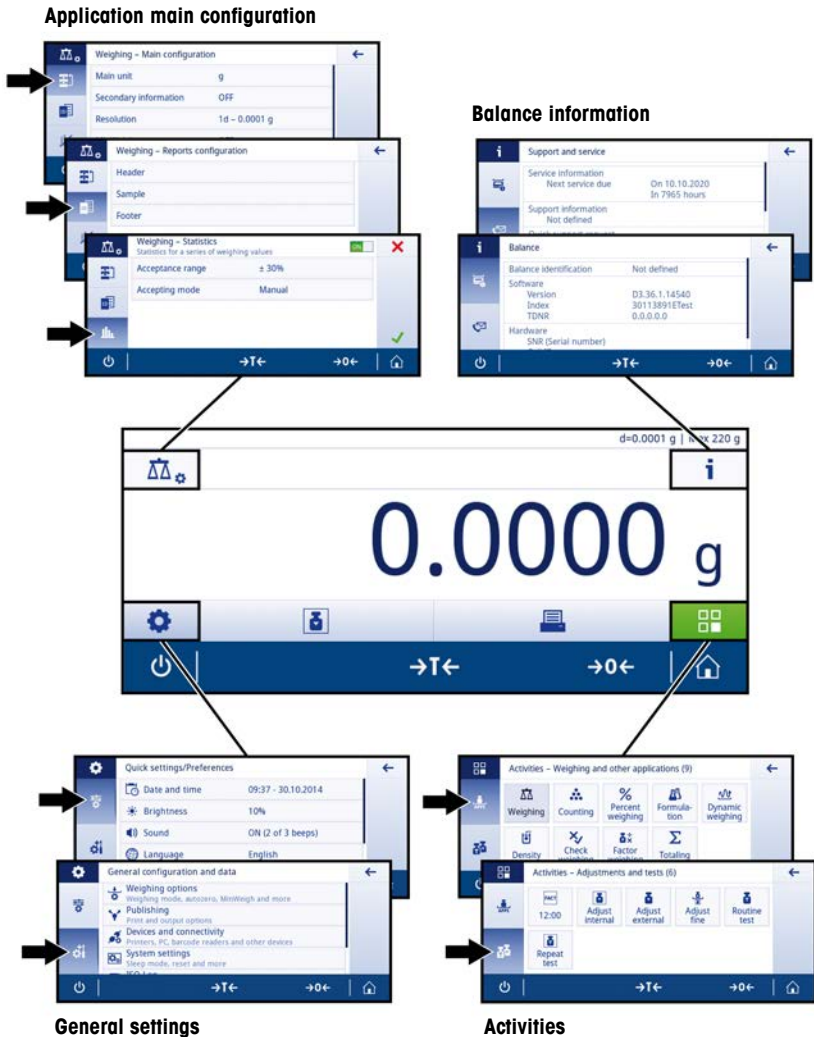 Application main configuration
Weighing – Main configuration
Main unit g
Secondary information OFF
Resolution 1d – 0.0001 g
Weighing – Reports configuration
Header
Sample
Footer
Weighing – Statistics
Statistics for a series of weighing values
ON
Acceptance range ± 30%
Accepting mode Manual
→T← →0←
Balance information
Support and service
Service information
Next service due On 10.10.2020
In 7965 hours
Support information
Not defined
Balance
Balance identification Not defined
Software
Version D3.36.1.14540
Index 30113891ETest
TDNR 0.0.0.0.0
Hardware
SNR (Serial number)
→T← →0←
d=0.0001 g | Max 220 g
i
0.0000 g
→T← →0←
Quick settings/Preferences
Date and time 09:37 - 30.10.2014
Brightness 10%
Sound ON (2 of 3 beeps)
Language English
General configuration and data
Weighing options
Weighing mode, autozero, MinWeigh and more
Publishing
Print and output options
Devices and connectivity
Printers, PC, barcode readers and other devices
System settings
Sleep mode, reset and more
→T← →0←
General settings
Activities – Weighing and other applications (9)
Weighing Counting Percent weighing Formula-tion Dynamic weighing
Density Check weighing Factor weighing Totaling
Activities – Adjustments and tests (6)
12:00 Adjust internal Adjust external Adjust fine Routine test
Repeat test
→T← →0←
Activities